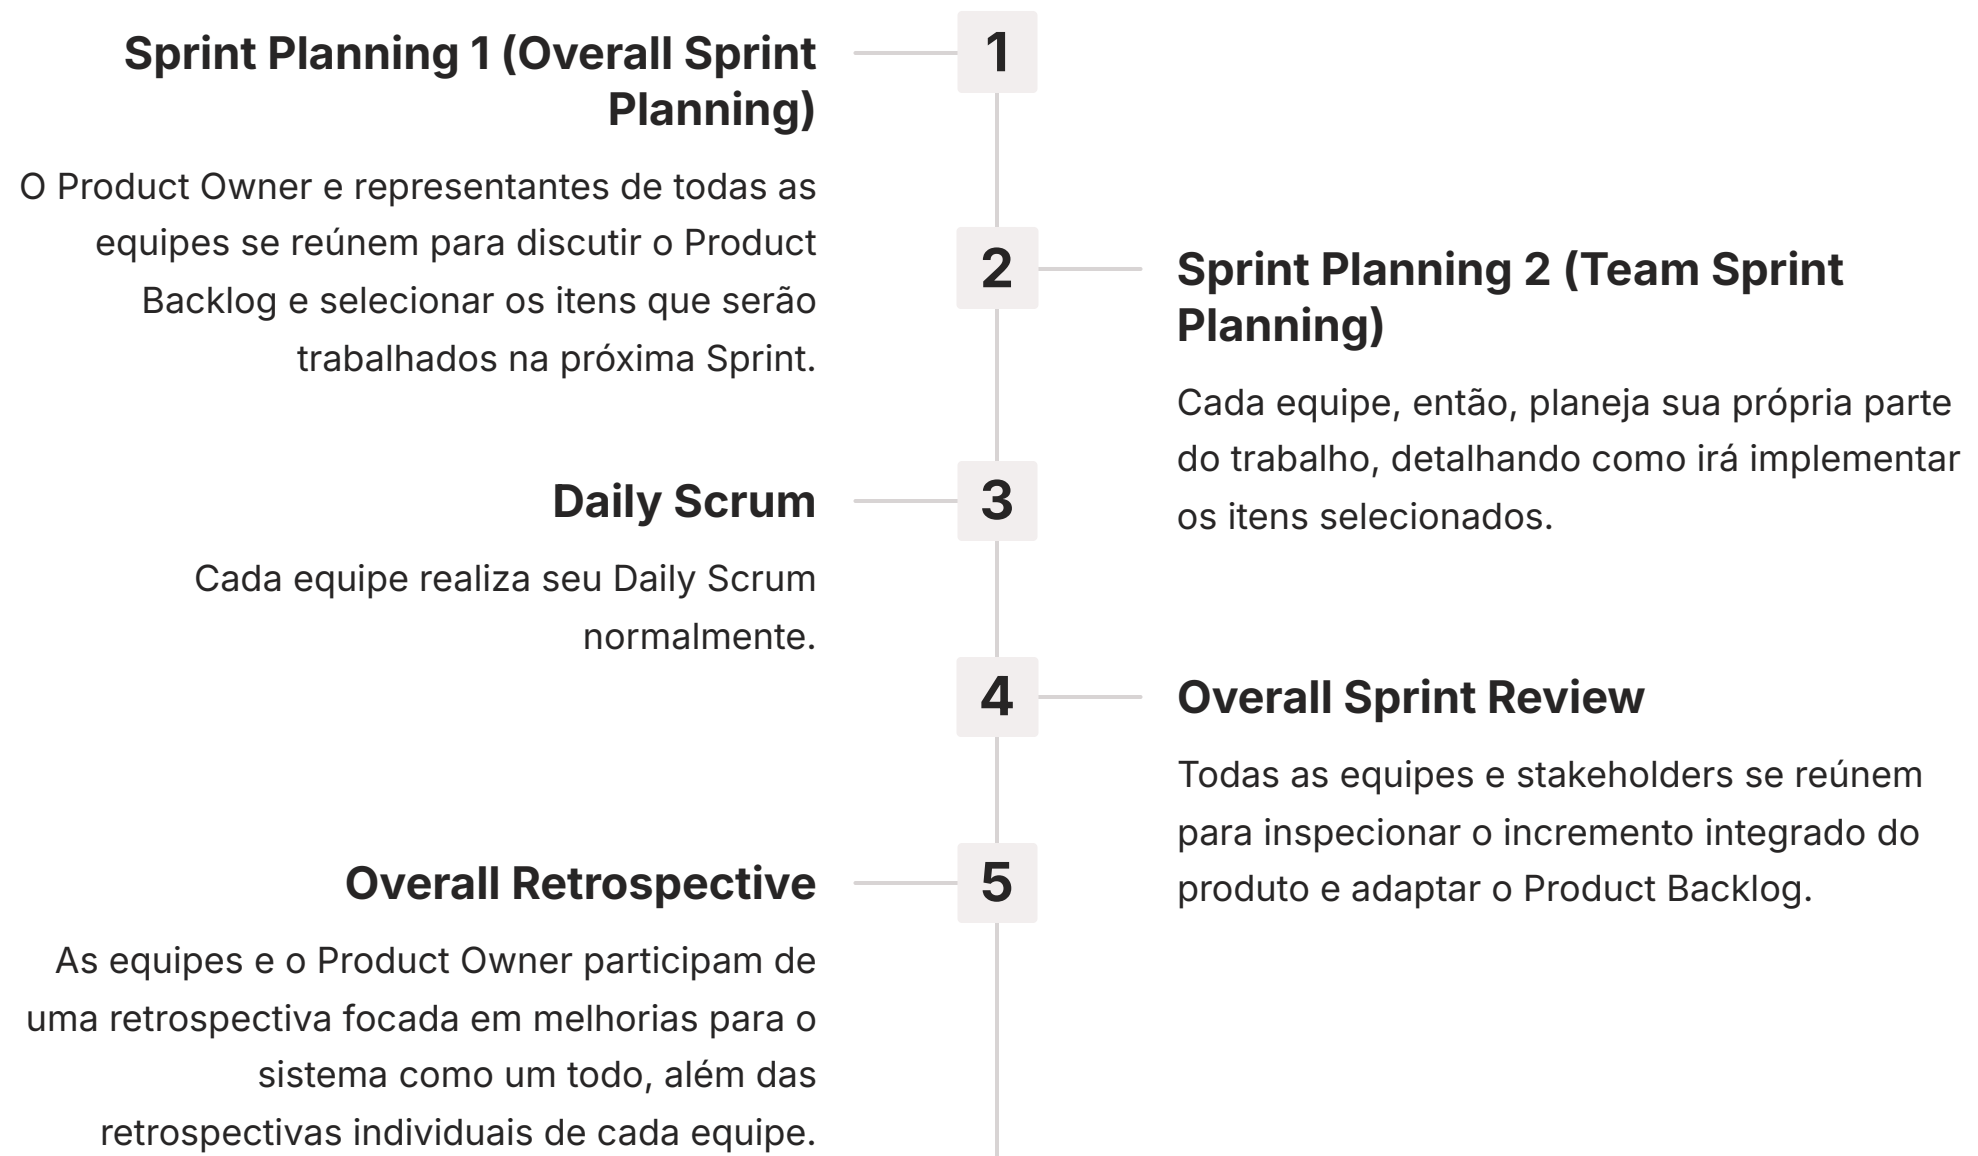 1
Sprint Planning 1 (Overall Sprint
Planning)
O Product Owner e representantes de todas as
equipes se reúnem para discutir o Product
Backlog e selecionar os itens que serão
trabalhados na próxima Sprint.
2
Sprint Planning 2 (Team Sprint
Planning)
Cada equipe, então, planeja sua própria parte
do trabalho, detalhando como irá implementar
os itens selecionados.
3
Daily Scrum
Cada equipe realiza seu Daily Scrum
normalmente.
4
Overall Sprint Review
Todas as equipes e stakeholders se reúnem
para inspecionar o incremento integrado do
produto e adaptar o Product Backlog.
5
Overall Retrospective
As equipes e o Product Owner participam de
uma retrospectiva focada em melhorias para o
sistema como um todo, além das
retrospectivas individuais de cada equipe.